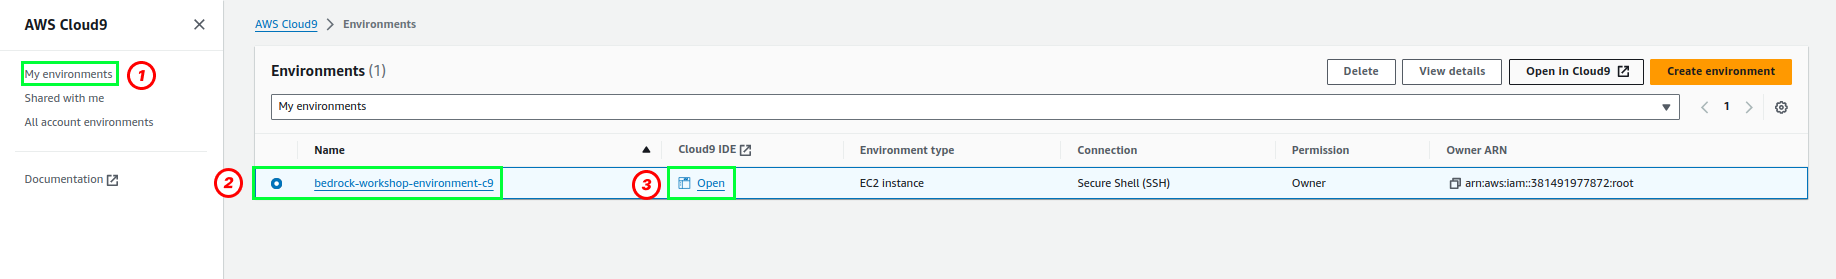 AWS Cloud9
My environments 1
Shared with me
All account environments
Documentation
AWS Cloud9 > Environments
Environments (1)
Delete View details Open in Cloud9 Create environment
My environments 1
Name Cloud9 IDE Environment type Connection Permission Owner ARN
2 bedrock-workshop-environment-c9 3 Open EC2 instance Secure Shell (SSH) Owner arn:aws:iam::381491977872:root